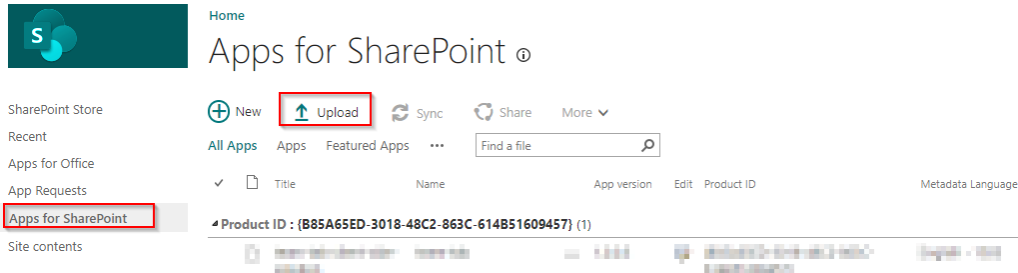 S
Home
Apps for SharePoint
New Upload Sync Share More
All Apps Apps Featured Apps ••• Find a file
SharePoint Store
Recent
Apps for Office
App Requests
Apps for SharePoint
Site contents
Title Name App version Edit Product ID Metadata Language
Product ID : {B85A65ED-3018-48C2-863C-614B51609457} (1)